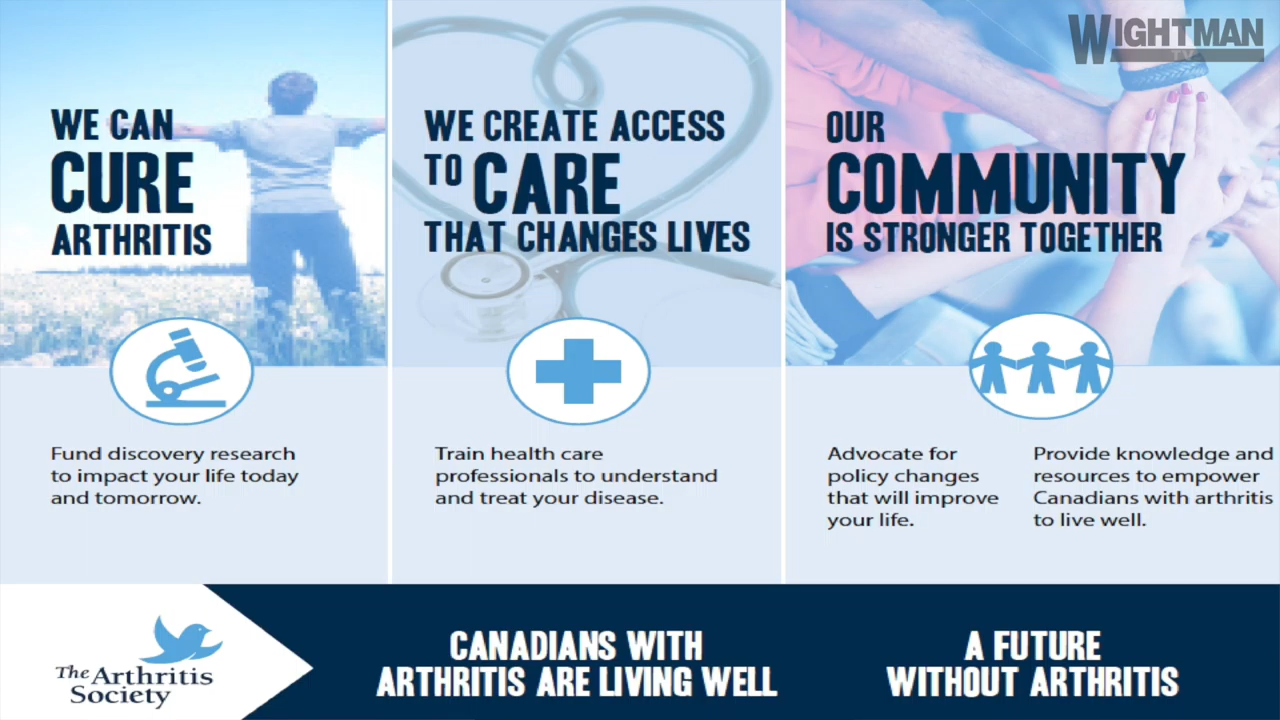 WIGHTMAN
TV
WE CAN
CURE
ARTHRITIS
WE CREATE ACCESS
TO CARE
THAT CHANGES LIVES
OUR
COMMUNITY
IS STRONGER TOGETHER
Fund discovery research
to impact your life today
and tomorrow.
Train health care
professionals to understand
and treat your disease.
Advocate for
policy changes
that will improve
your life.
Provide knowledge and
resources to empower
Canadians with arthritis
to live well.
The Arthritis
Society
CANADIANS WITH
ARTHRITIS ARE LIVING WELL
A FUTURE
WITHOUT ARTHRITIS